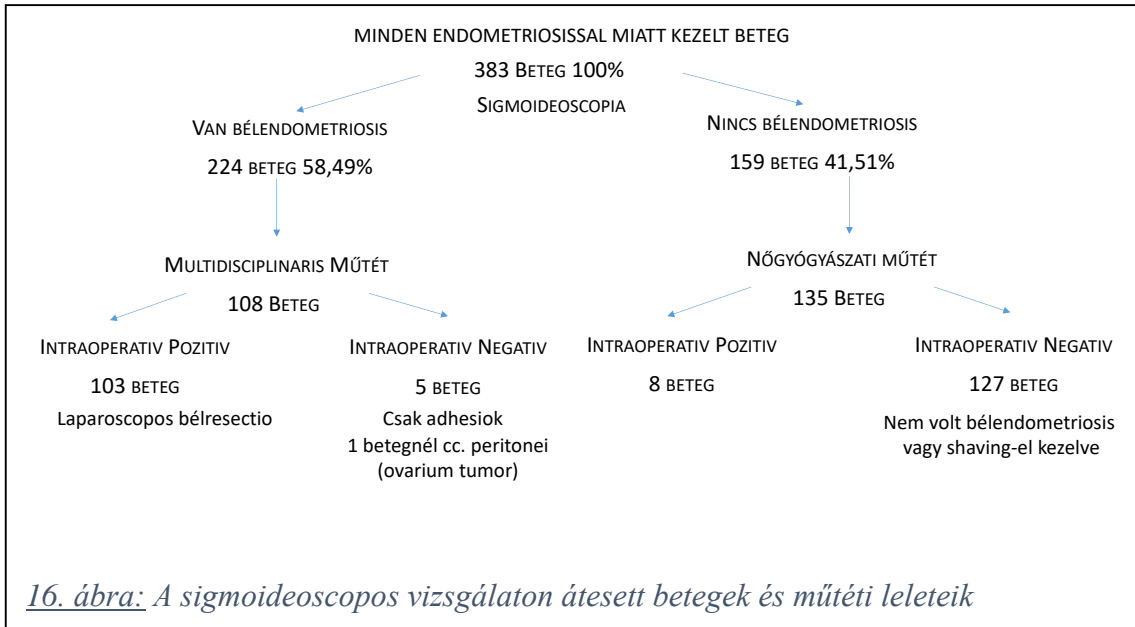 MINDEN ENDOMETRIOSISSAL MIATT KEZELT BETEG
383 BETEG 100%
SIGMOIDEOSCOPIA
VAN BÉLENDOMETRIOSIS
224 BETEG 58,49%
NINCS BÉLENDOMETRIOSIS
159 BETEG 41,51%
MULTIDISCIPLINARIS MŰTÉT
108 BETEG
NŐGYÓGYÁSZATI MŰTÉT
135 BETEG
INTRAOPERATIV POZITIV
103 BETEG
Laparoscopos bélresectio
INTRAOPERATIV NEGATIV
5 BETEG
Csak adhesiok
1 betegnél cc. peritonei
(ovarium tumor)
INTRAOPERATIV POZITIV
8 BETEG
INTRAOPERATIV NEGATIV
127 BETEG
Nem volt bélendometriosis
vagy shaving-el kezelve
16. ábra: A sigmoideoscopos vizsgálaton átesett betegek és műtéti leleteik